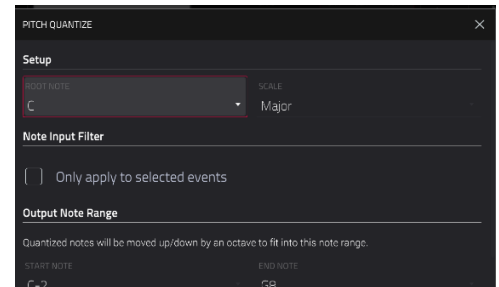 PITCH QUANTIZE
Setup
ROOT NOTE SCALE
C Major
Note Input Filter
Only apply to selected events
Output Note Range
Quantized notes will be moved up/down by an octave to fit into this note range.
START NOTE END NOTE
C-2 G8